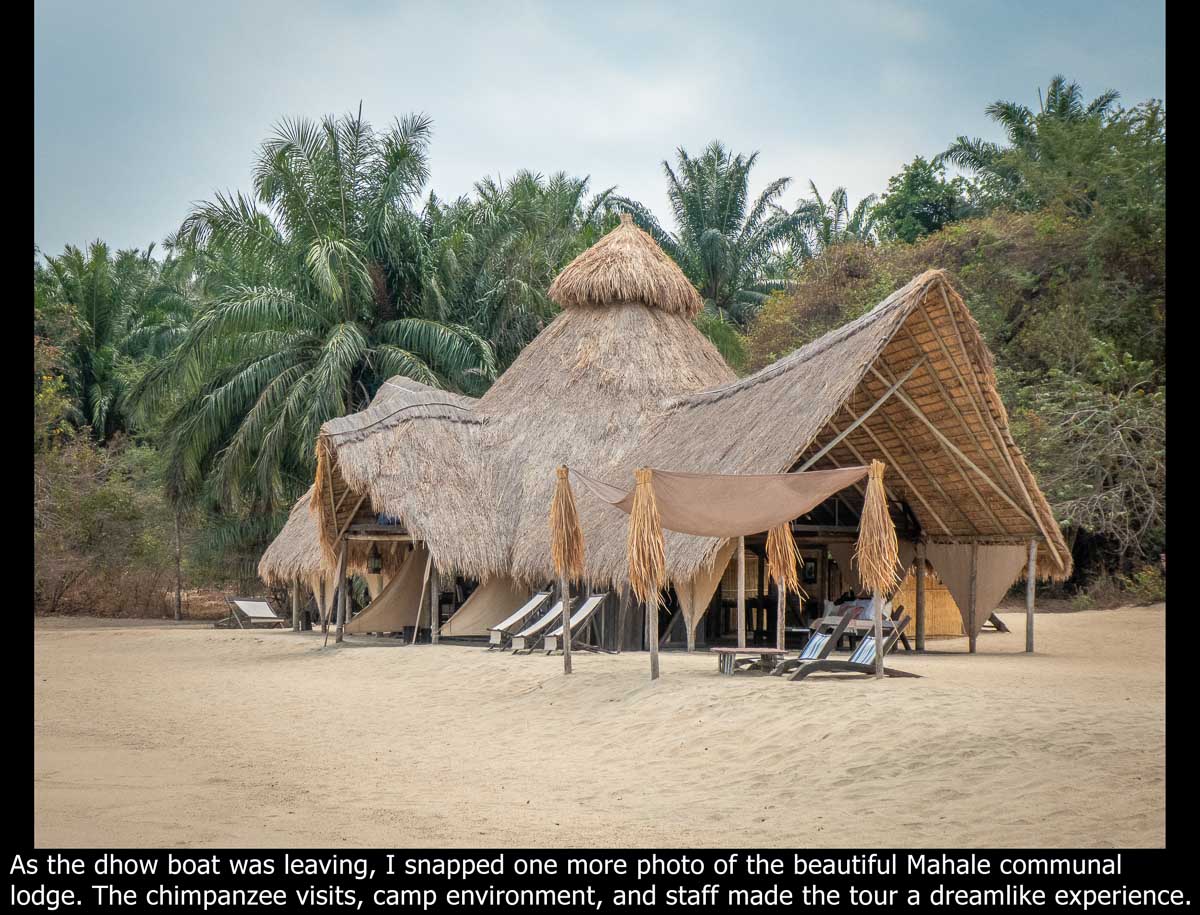 As the dhow boat was leaving, I snapped one more photo of the beautiful Mahale communal
lodge. The chimpanzee visits, camp environment, and staff made the tour a dreamlike experience.